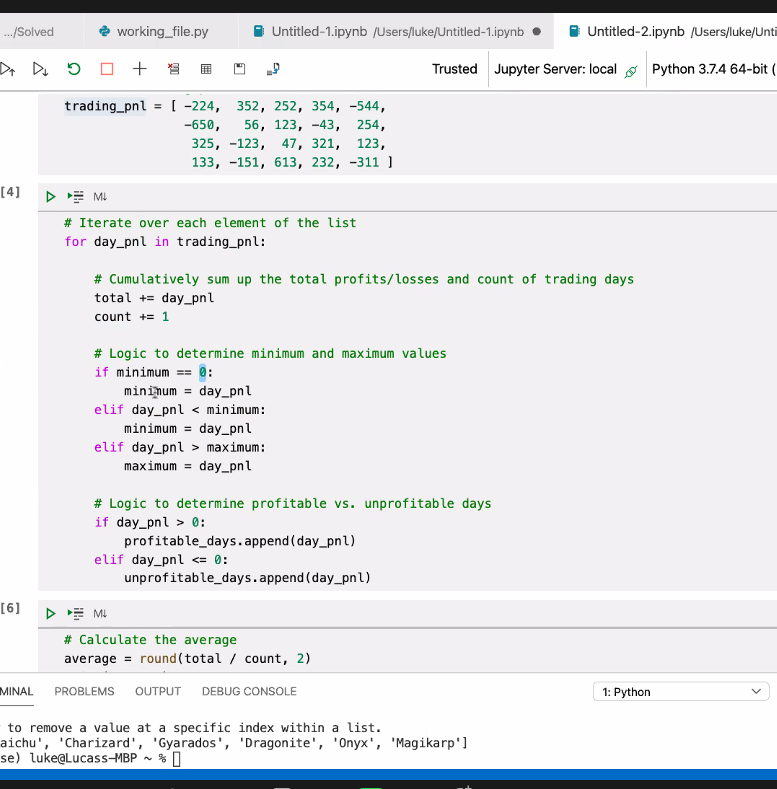 .../Solved working_file.py Untitled-1.ipynb /Users/luke/Untitled-1.ipynb Untitled-2.ipynb /Users/luke/Unti
Trusted Jupyter Server: local Python 3.7.4 64-bit (
trading_pnl = [ -224, 352, 252, 354, -544,
-650, 56, 123, -43, 254,
325, -123, 47, 321, 123,
133, -151, 613, 232, -311 ]
[4] M↓
# Iterate over each element of the list
for day_pnl in trading_pnl:
# Cumulatively sum up the total profits/losses and count of trading days
total += day_pnl
count += 1
# Logic to determine minimum and maximum values
if minimum == 0:
minimum = day_pnl
elif day_pnl < minimum:
minimum = day_pnl
elif day_pnl > maximum:
maximum = day_pnl
# Logic to determine profitable vs. unprofitable days
if day_pnl > 0:
profitable_days.append(day_pnl)
elif day_pnl <= 0:
unprofitable_days.append(day_pnl)
[6] M↓
# Calculate the average
average = round(total / count, 2)
MINAL PROBLEMS OUTPUT DEBUG CONSOLE 1: Python
to remove a value at a specific index within a list.
aichu', 'Charizard', 'Gyarados', 'Dragonite', 'Onyx', 'Magikarp']
se) luke@Lucass-MBP ~ %